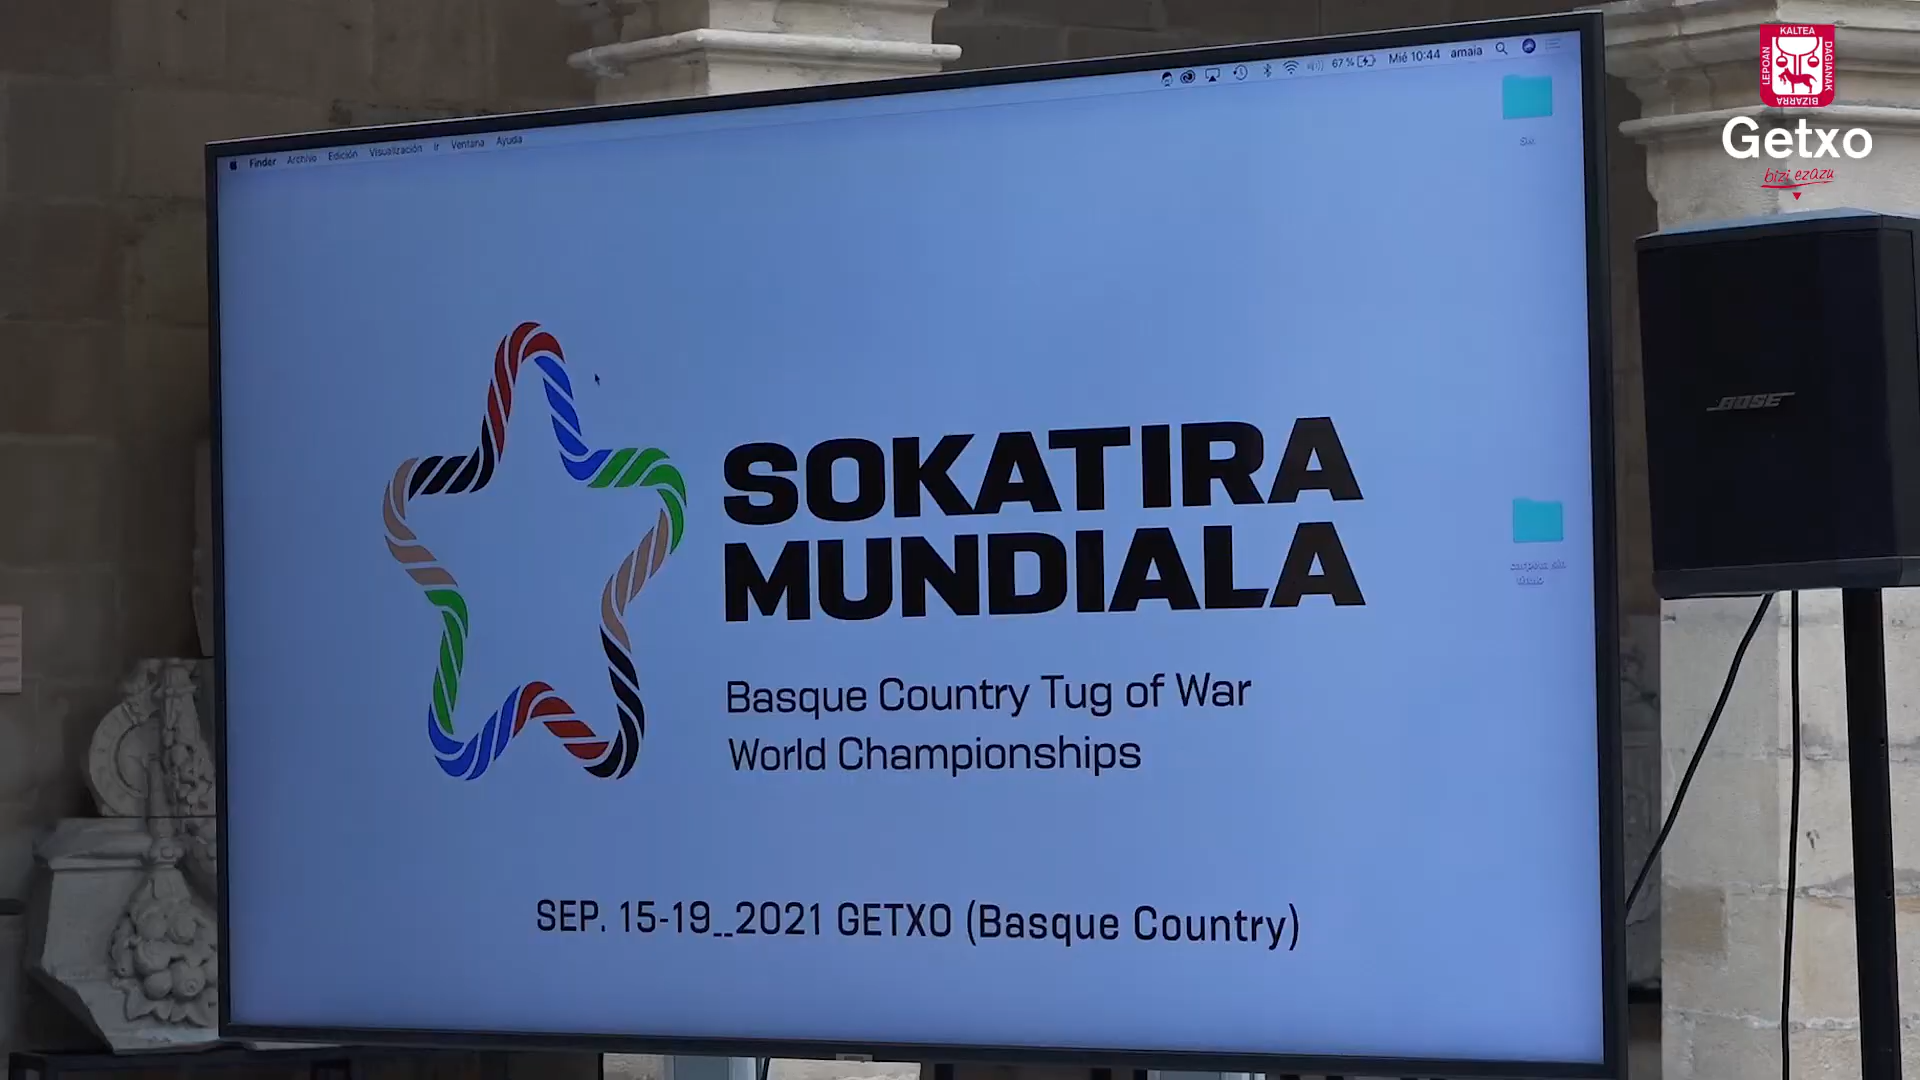 Finder Archivo Edición Visualización Ir Ventana Ayuda
67 % Mié 10:44 amaia
SOKATIRA
MUNDIALA
Basque Country Tug of War
World Championships
SEP. 15-19__2021 GETXO (Basque Country)
LEPOAN KALTEA DAGIANAK BIZARRA
Getxo
bizi ezazu
BOSE